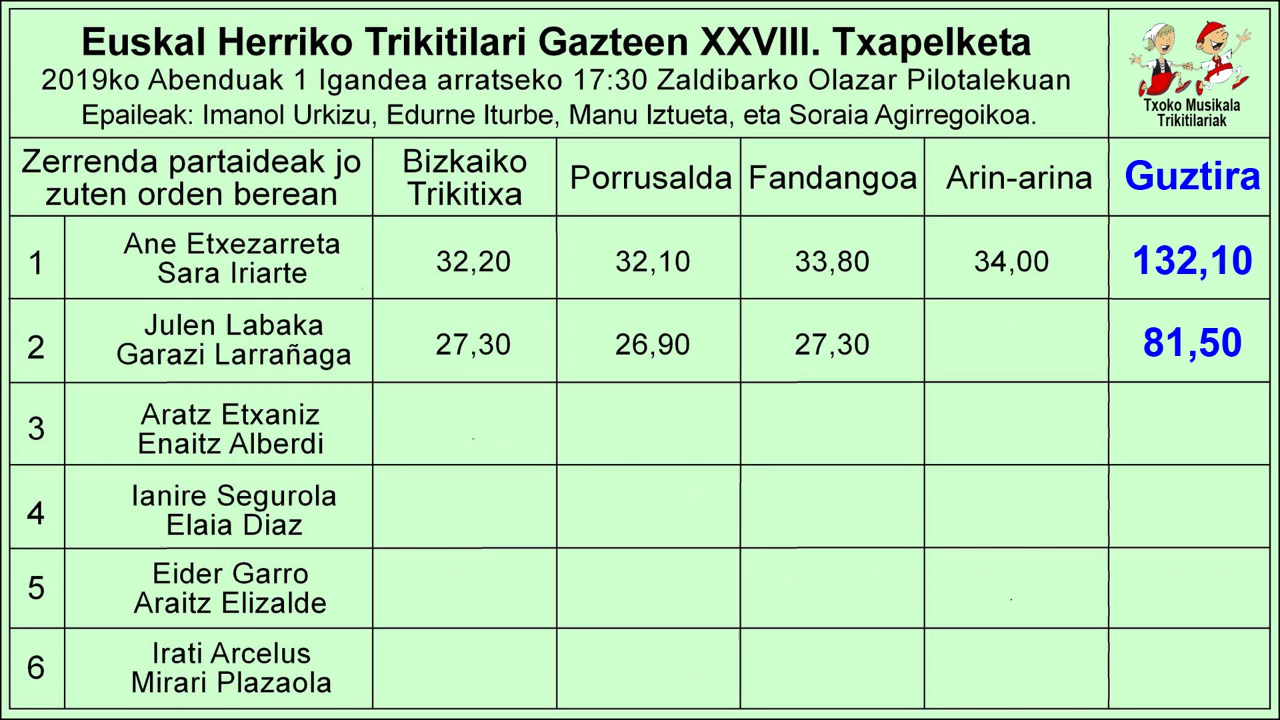 Euskal Herriko Trikitilari Gazteen XXVIII. Txapelketa
2019ko Abenduak 1 Igandea arratseko 17:30 Zaldibarko Olazar Pilotalekuan
Epaileak: Imanol Urkizu, Edurne Iturbe, Manu Iztueta, eta Soraia Agirregoikoa.
Txoko Musikala
Trikitilariak
Zerrenda partaideak jo
zuten orden berean
Bizkaiko
Trikitixa
Porrusalda
Fandangoa
Arin-arina
Guztira
1
Ane Etxezarreta
Sara Iriarte
32,20
32,10
33,80
34,00
132,10
2
Julen Labaka
Garazi Larrañaga
27,30
26,90
27,30
81,50
3
Aratz Etxaniz
Enaitz Alberdi
4
Ianire Segurola
Elaia Diaz
5
Eider Garro
Araitz Elizalde
6
Irati Arcelus
Mirari Plazaola